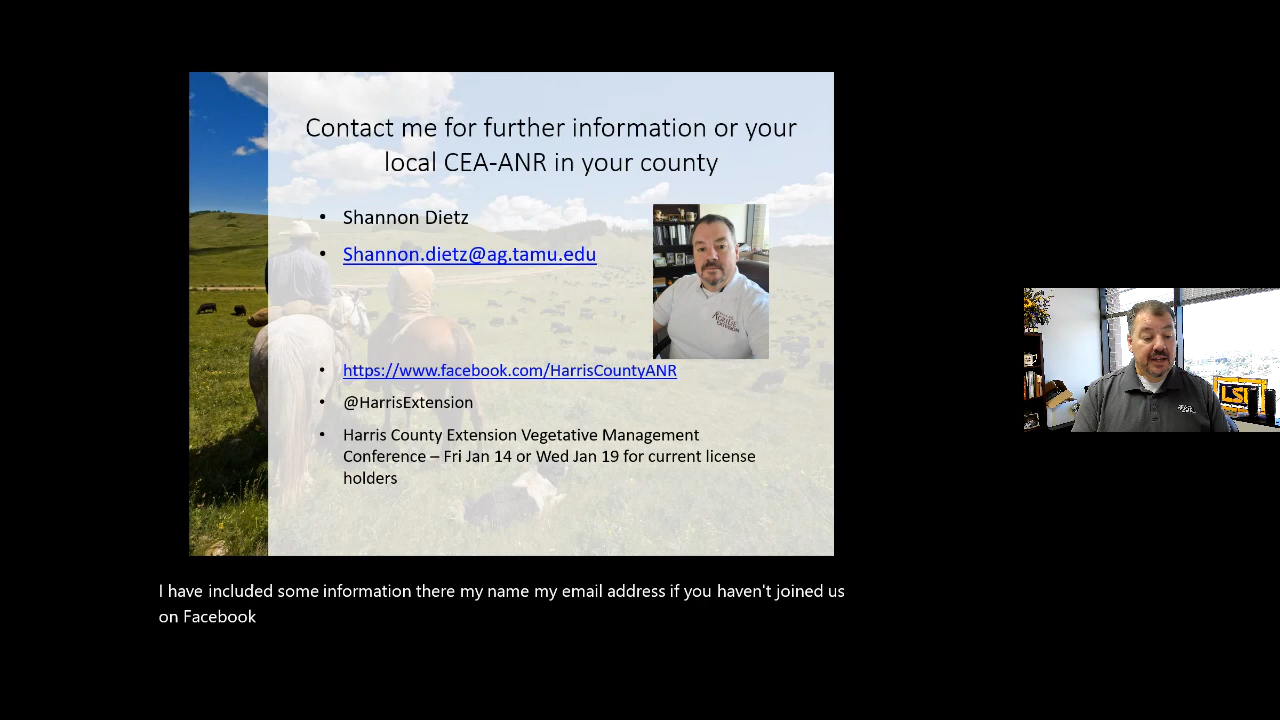 Contact me for further information or your
local CEA-ANR in your county
• Shannon Dietz
• Shannon.dietz@ag.tamu.edu
• https://www.facebook.com/HarrisCountyANR
• @HarrisExtension
• Harris County Extension Vegetative Management
Conference – Fri Jan 14 or Wed Jan 19 for current license
holders
LSU
I have included some information there my name my email address if you haven't joined us
on Facebook